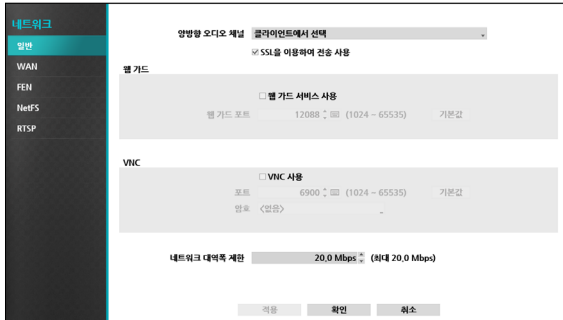 네트워크
일반
WAN
FEN
NetFS
RTSP
양방향 오디오 채널 클라이언트에서 선택
SSL을 이용하여 전송 사용
웹 가드
웹 가드 서비스 사용
웹 가드 포트 12088 (1024 ~ 65535) 기본값
VNC
VNC 사용
포트 6900 (1024 ~ 65535) 기본값
암호 <없음>
네트워크 대역폭 제한 20.0 Mbps (최대 20.0 Mbps)
적용 확인 취소